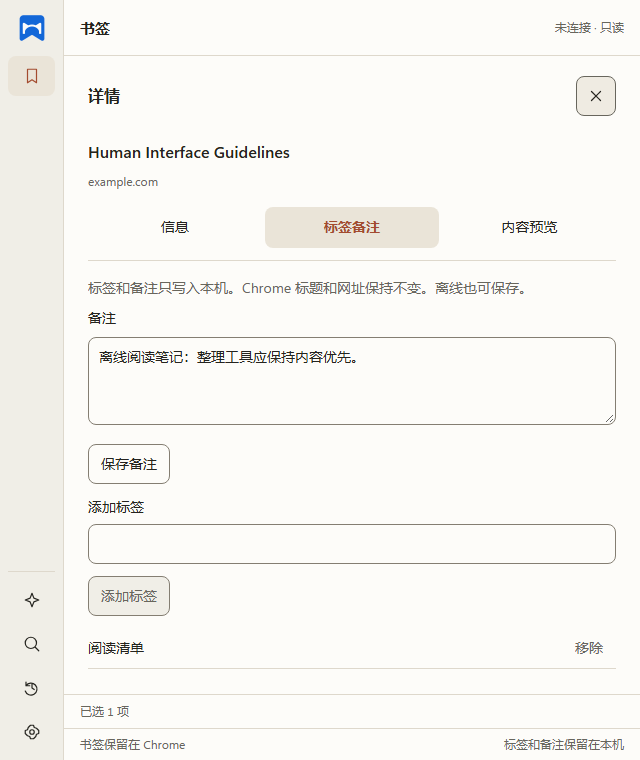 书签
未连接 · 只读
详情
Human Interface Guidelines
example.com
信息
标签备注
内容预览
标签和备注只写入本机。Chrome 标题和网址保持不变。离线也可保存。
备注
离线阅读笔记：整理工具应保持内容优先。
保存备注
添加标签
添加标签
阅读清单
移除
已选 1 项
书签保留在 Chrome
标签和备注保留在本机